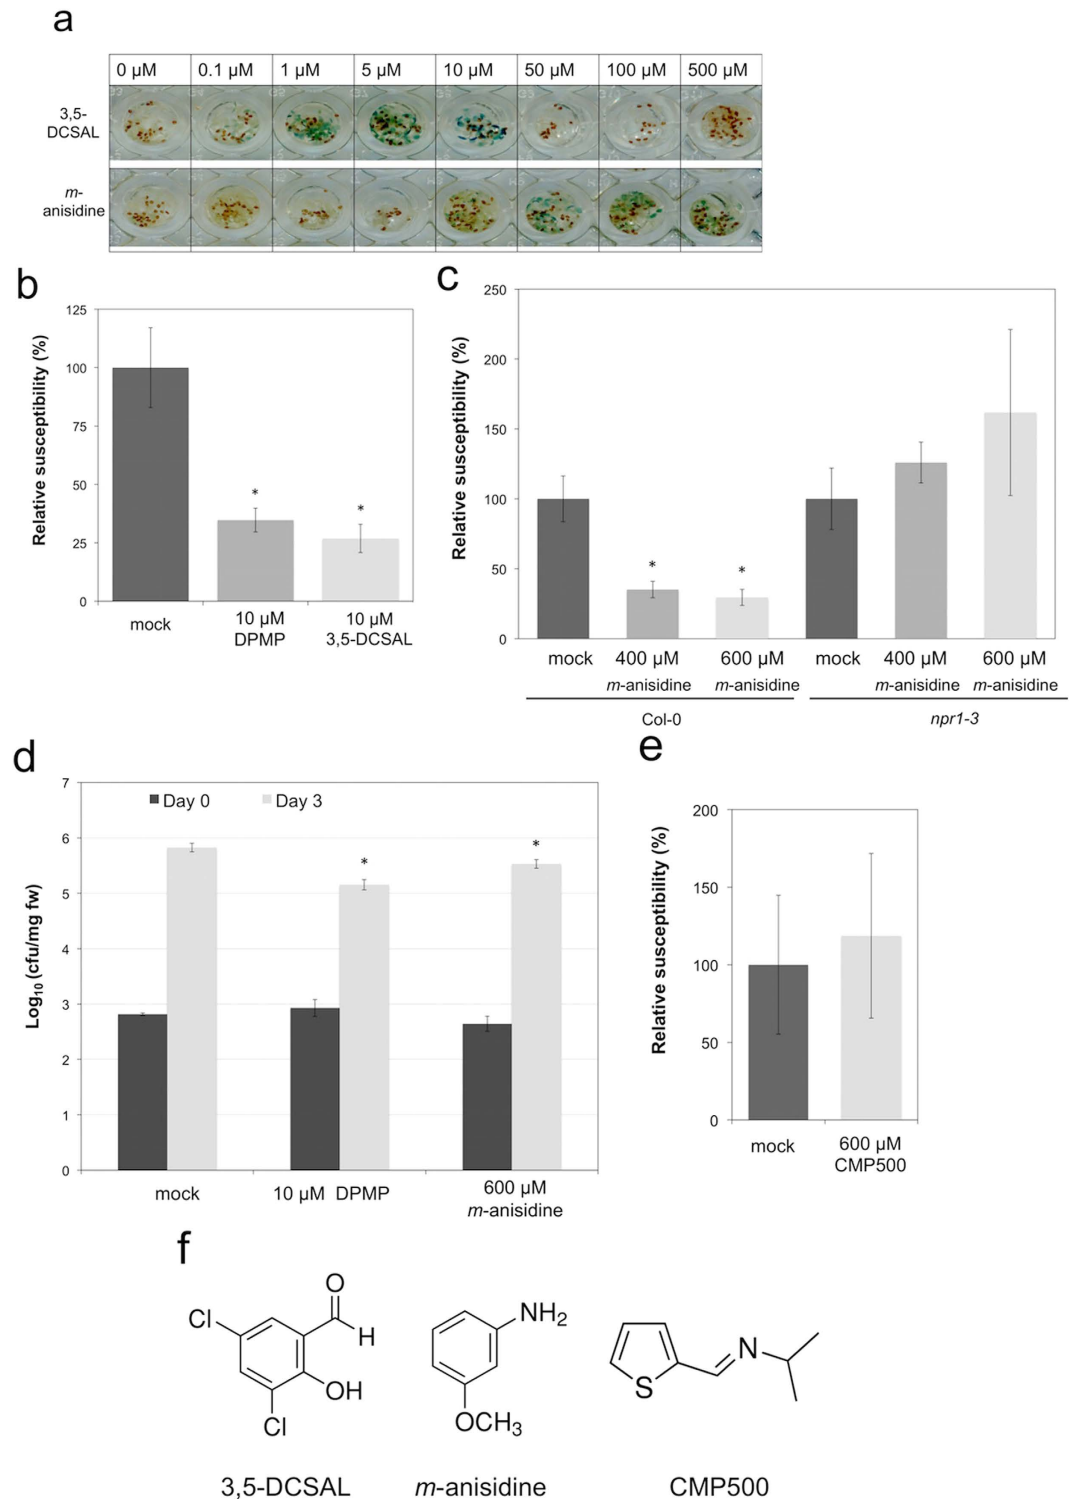 a
0 µM 0.1 µM 1 µM 5 µM 10 µM 50 µM 100 µM 500 µM
3,5-
DCSAL
m-
anisidine
b
Relative susceptibility (%)
125
100
75
50
25
0
*
*
mock
10 µM
DPMP
10 µM
3,5-DCSAL
c
Relative susceptibility (%)
250
200
150
100
50
0
*
*
mock
400 µM
m-anisidine
600 µM
m-anisidine
mock
400 µM
m-anisidine
600 µM
m-anisidine
Col-0
npr1-3
d
Log₁₀ (cfu/mg fw)
7
6
5
4
3
2
1
0
Day 0
Day 3
*
*
mock
10 µM DPMP
600 µM
m-anisidine
e
Relative susceptibility (%)
200
150
100
50
0
mock
600 µM
CMP500
f
O
Cl
H
OH
Cl
3,5-DCSAL
NH₂
OCH₃
m-anisidine
N
S
CMP500